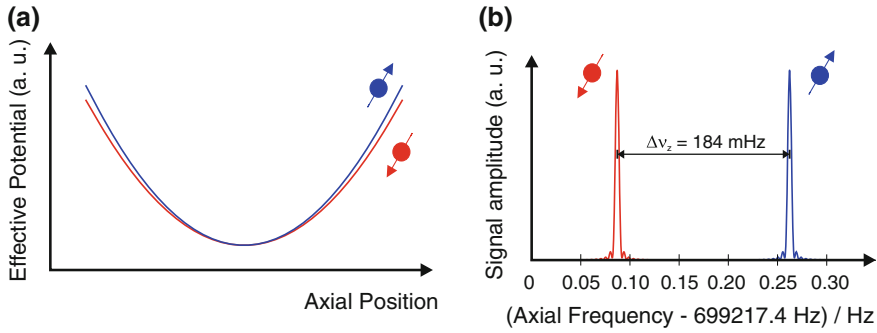 (a)
Effective Potential (a. u.)
Axial Position
(b)
Signal amplitude (a. u.)
Δν_z = 184 mHz
0 0.05 0.10 0.15 0.20 0.25 0.30
(Axial Frequency - 699217.4 Hz) / Hz